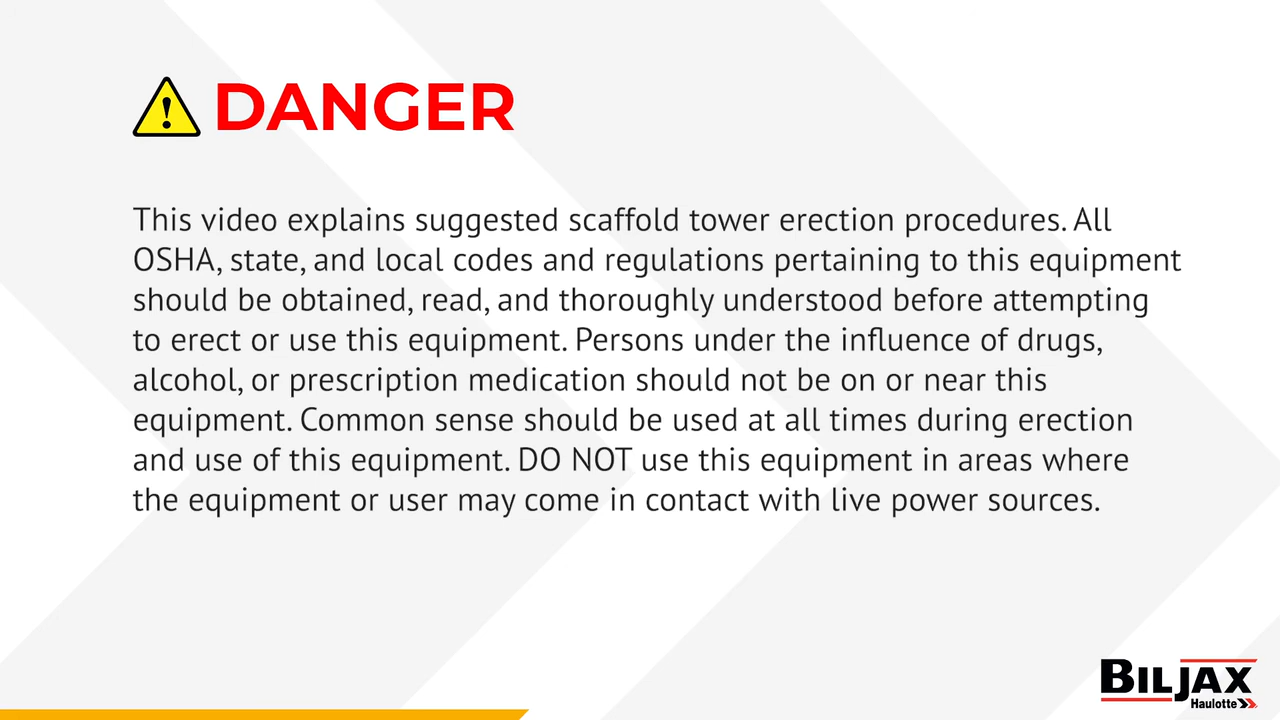 DANGER
This video explains suggested scaffold tower erection procedures. All
OSHA, state, and local codes and regulations pertaining to this equipment
should be obtained, read, and thoroughly understood before attempting
to erect or use this equipment. Persons under the influence of drugs,
alcohol, or prescription medication should not be on or near this
equipment. Common sense should be used at all times during erection
and use of this equipment. DO NOT use this equipment in areas where
the equipment or user may come in contact with live power sources.
BILJAX
Haulotte